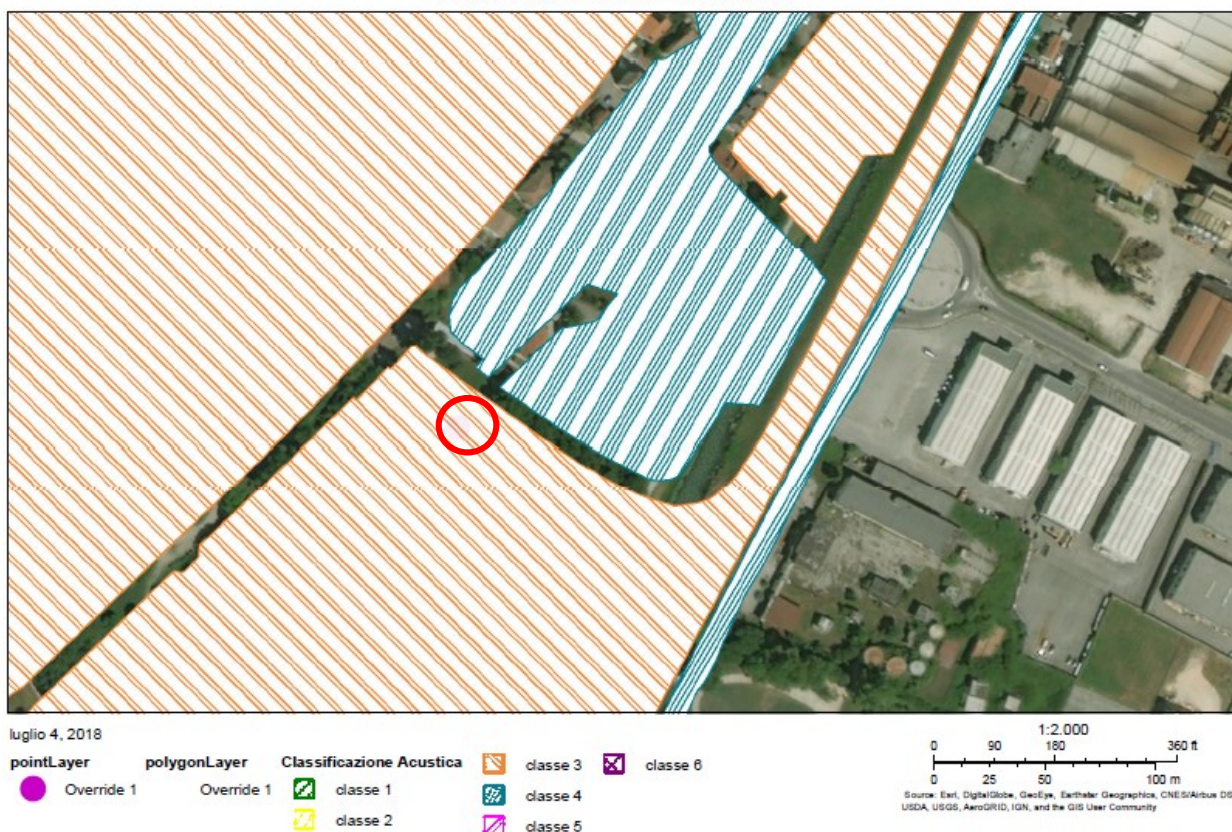 luglio 4, 2018
pointLayer
Override 1
polygonLayer
Override 1
Classificazione Acustica
classe 1
classe 2
classe 3
classe 4
classe 5
classe 6
1:2.000
0 90 180 360 ft
0 25 50 100 m
Source: Esri, DigitalGlobe, GeoEye, Earthstar Geographics, CNES/Airbus DS,
USDA, USGS, AeroGRID, IGN, and the GIS User Community